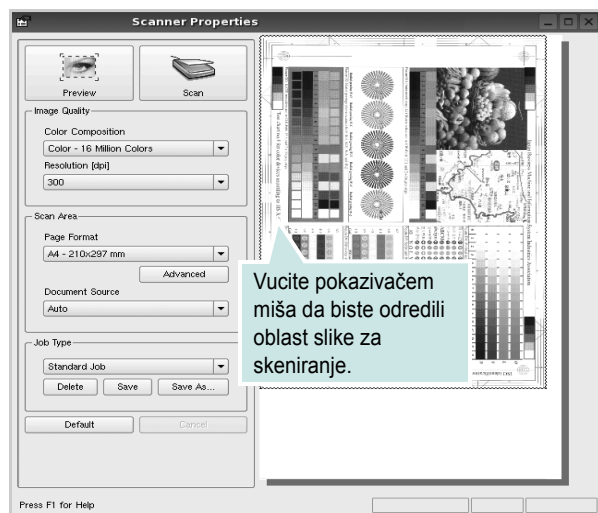 Scanner Properties
Preview
Scan
Image Quality
Color Composition
Color - 16 Million Colors
Resolution [dpi]
300
Scan Area
Page Format
A4 - 210x297 mm
Advanced
Document Source
Auto
Job Type
Standard Job
Delete
Save
Save As...
Default
Cancel
Press F1 for Help
Vucite pokazivačem
miša da biste odredili
oblast slike za
skeniranje.